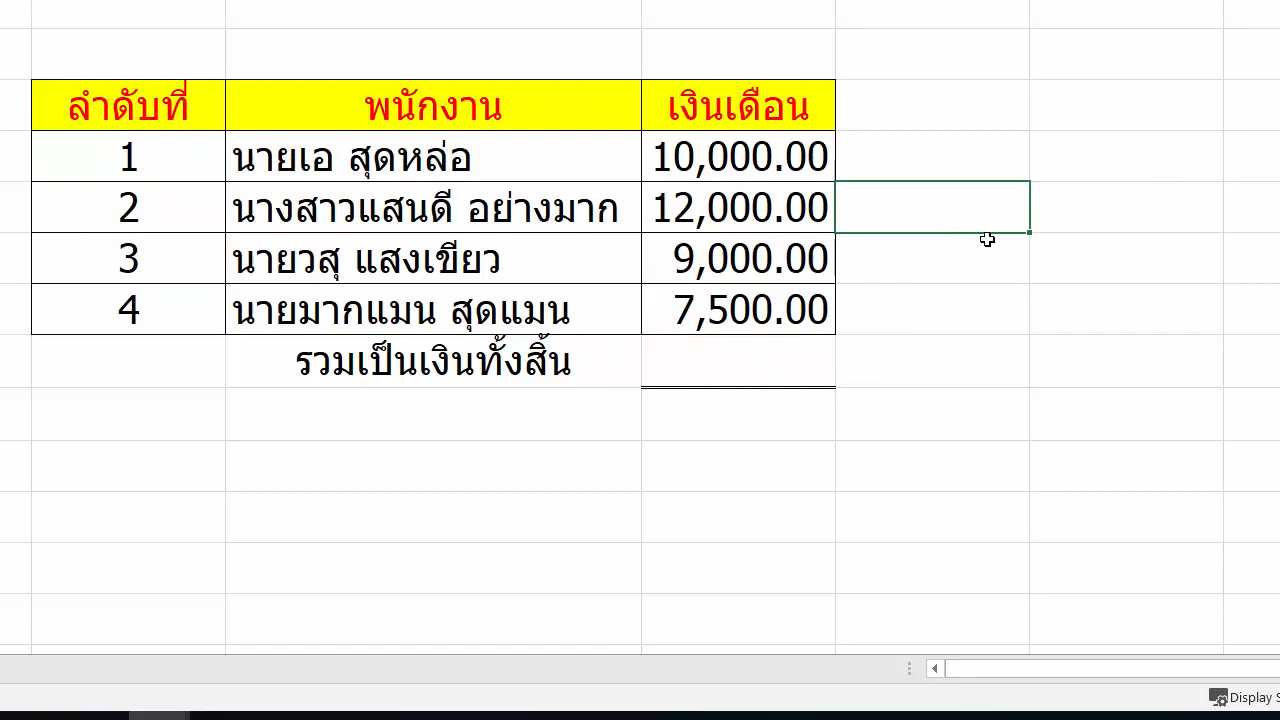 ลำดับที่ พนักงาน เงินเดือน
1 นายเอ สุดหล่อ 10,000.00
2 นางสาวแสนดี อย่างมาก 12,000.00
3 นายวสุ แสงเขียว 9,000.00
4 นายมากแมน สุดแมน 7,500.00
รวมเป็นเงินทั้งสิ้น
Display